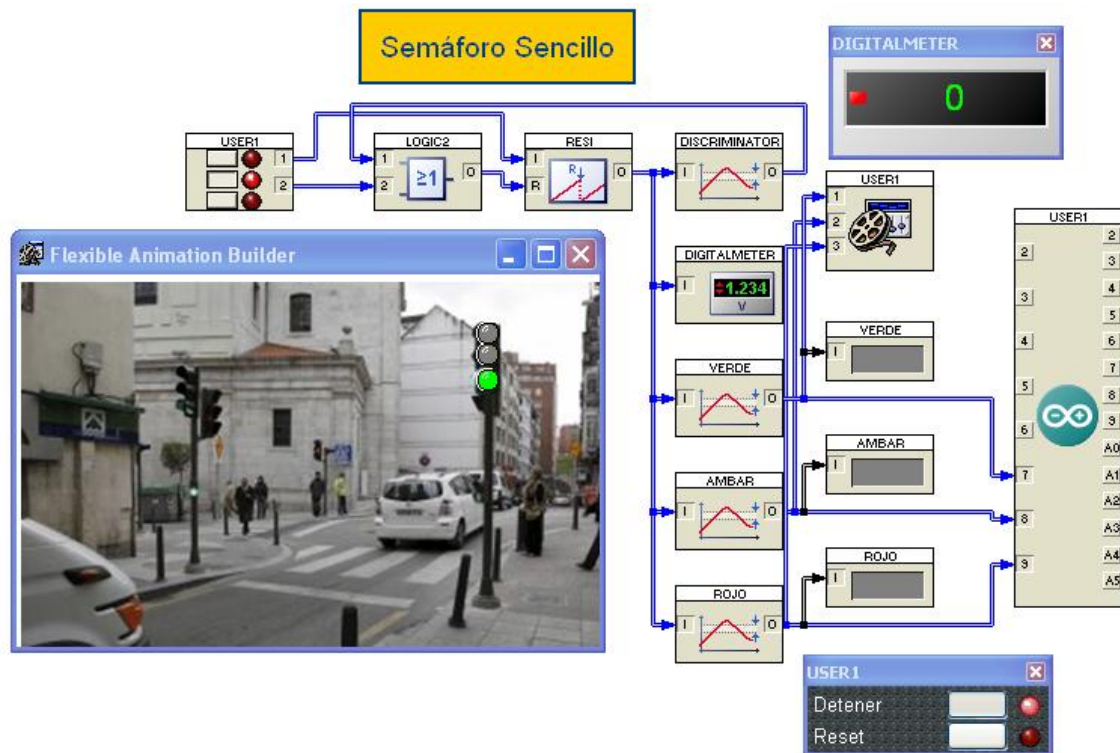 Semáforo Sencillo
DIGITALMETER
0
USER1
1
2
LOGIC2
1
2
≥1
O
RESI
I
R
R
O
DISCRIMINATOR
I
O
USER1
1
2
3
USER1
2
3
4
5
6
7
8
9
2
3
4
5
6
7
8
9
A0
A1
A2
A3
A4
A5
Flexible Animation Builder
DIGITALMETER
I
1.234
V
VERDE
I
VERDE
I
O
AMBAR
I
AMBAR
I
O
ROJO
I
ROJO
I
O
USER1
Detener
Reset